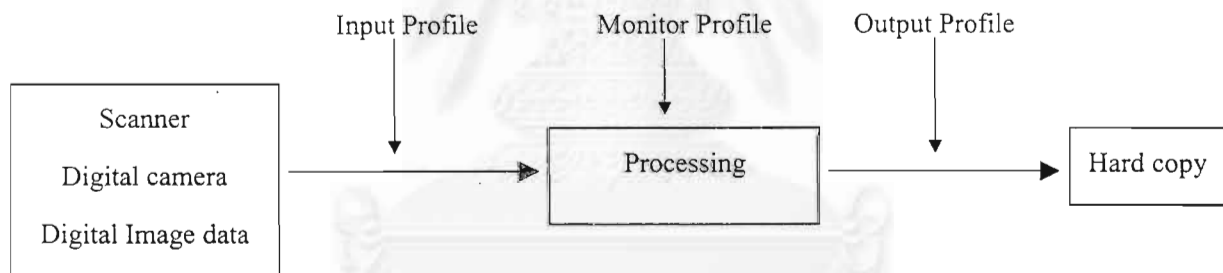 Input Profile
Monitor Profile
Output Profile
Scanner
Digital camera
Digital Image data
Processing
Hard copy